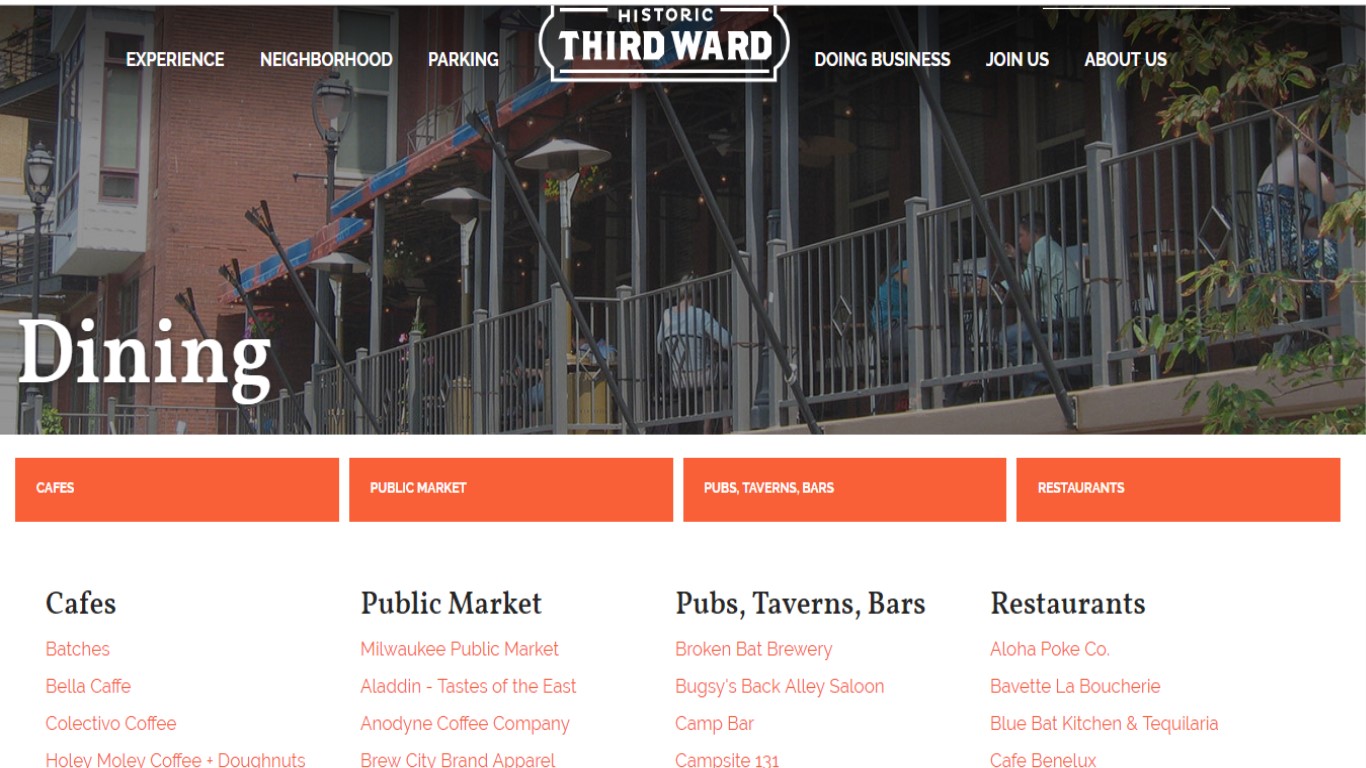 HISTORIC
THIRD WARD
EXPERIENCE
NEIGHBORHOOD
PARKING
DOING BUSINESS
JOIN US
ABOUT US
Dining
CAFES
PUBLIC MARKET
PUBS, TAVERNS, BARS
RESTAURANTS
Cafes
Batches
Bella Caffe
Colectivo Coffee
Holey Moley Coffee + Doughnuts
Public Market
Milwaukee Public Market
Aladdin - Tastes of the East
Anodyne Coffee Company
Brew City Brand Apparel
Pubs, Taverns, Bars
Broken Bat Brewery
Bugsy's Back Alley Saloon
Camp Bar
Campsite 131
Restaurants
Aloha Poke Co.
Bavette La Boucherie
Blue Bat Kitchen & Tequilaria
Cafe Benelux